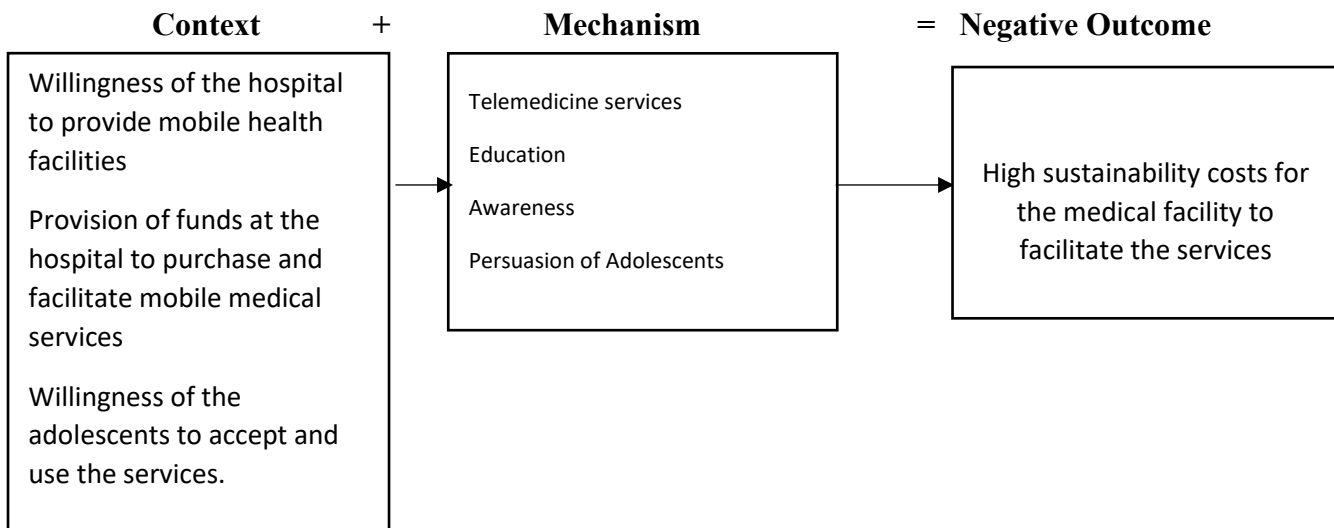 Context + Mechanism = Negative Outcome
Willingness of the hospital
to provide mobile health
facilities
Provision of funds at the
hospital to purchase and
facilitate mobile medical
services
Willingness of the
adolescents to accept and
use the services.
Telemedicine services
Education
Awareness
Persuasion of Adolescents
High sustainability costs for
the medical facility to
facilitate the services